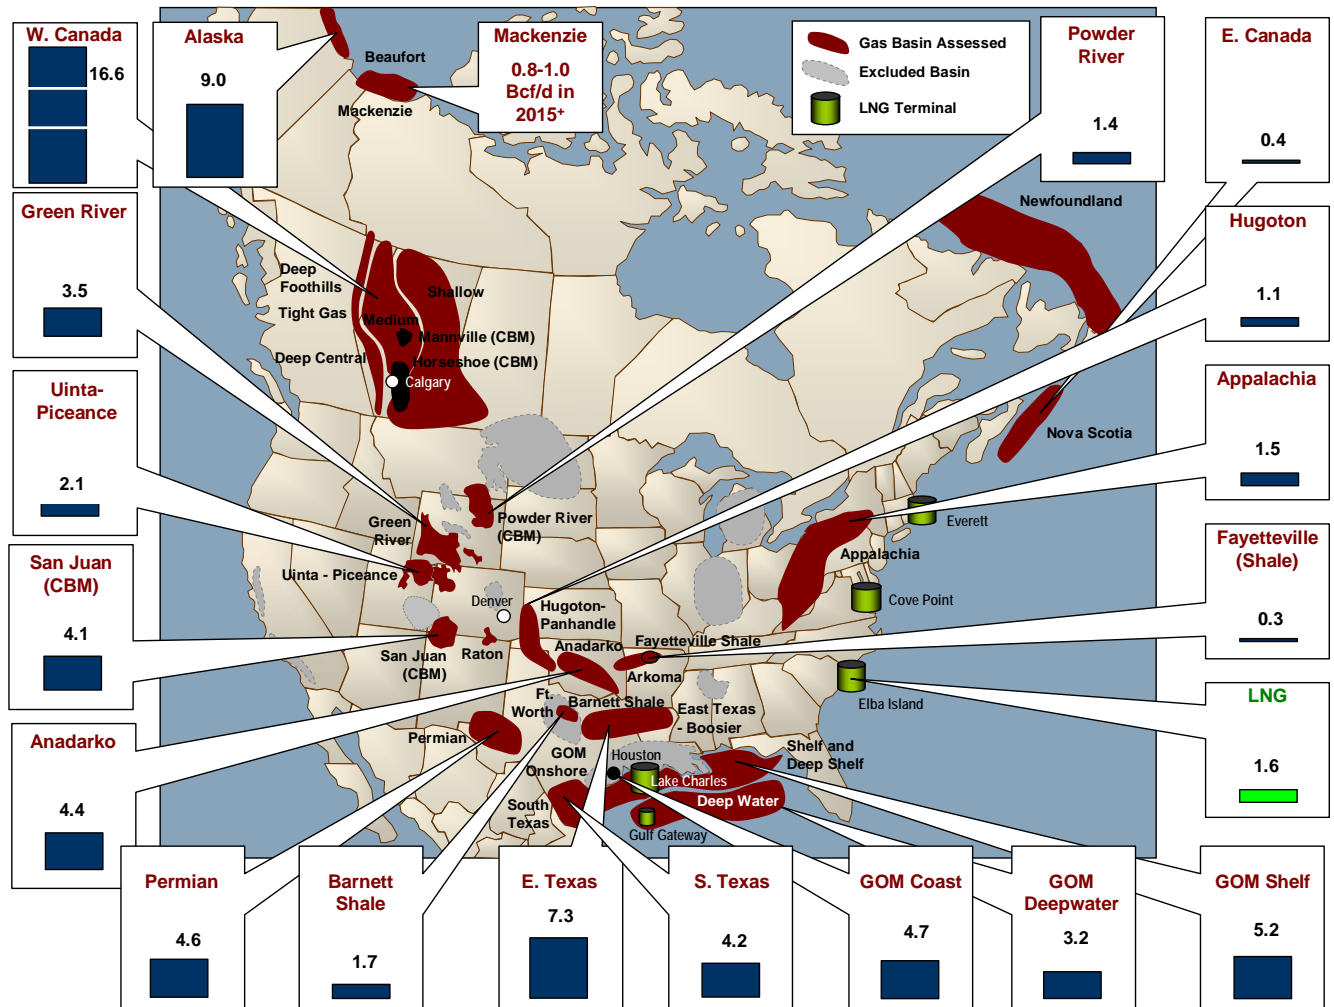 W. Canada
16.6
Alaska
9.0
Beaufort
Mackenzie
Mackenzie
0.8-1.0
Bcf/d in
2015+
Gas Basin Assessed
Excluded Basin
LNG Terminal
Powder
River
1.4
E. Canada
0.4
Green River
3.5
Newfoundland
Hugoton
1.1
Deep
Foothills
Tight Gas
Shallow
Medium
Mannville (CBM)
Deep Central
Horseshoe (CBM)
Calgary
Uinta-
Piceance
2.1
Appalachia
1.5
Nova Scotia
Green
River
Powder River
(CBM)
Everett
Appalachia
Fayetteville
(Shale)
0.3
San Juan
(CBM)
4.1
Uinta - Piceance
Denver
Hugoton-
Panhandle
Cove Point
San Juan
(CBM)
Raton
Anadarko
Fayetteville Shale
Arkoma
Elba Island
LNG
1.6
Anadarko
4.4
Ft.
Worth
Barnett Shale
East Texas
- Boosier
Permian
GOM
Onshore
Houston
Shelf and
Deep Shelf
Lake Charles
South
Texas
Deep Water
Gulf Gateway
Permian
4.6
Barnett
Shale
1.7
E. Texas
7.3
S. Texas
4.2
GOM Coast
4.7
GOM
Deepwater
3.2
GOM Shelf
5.2